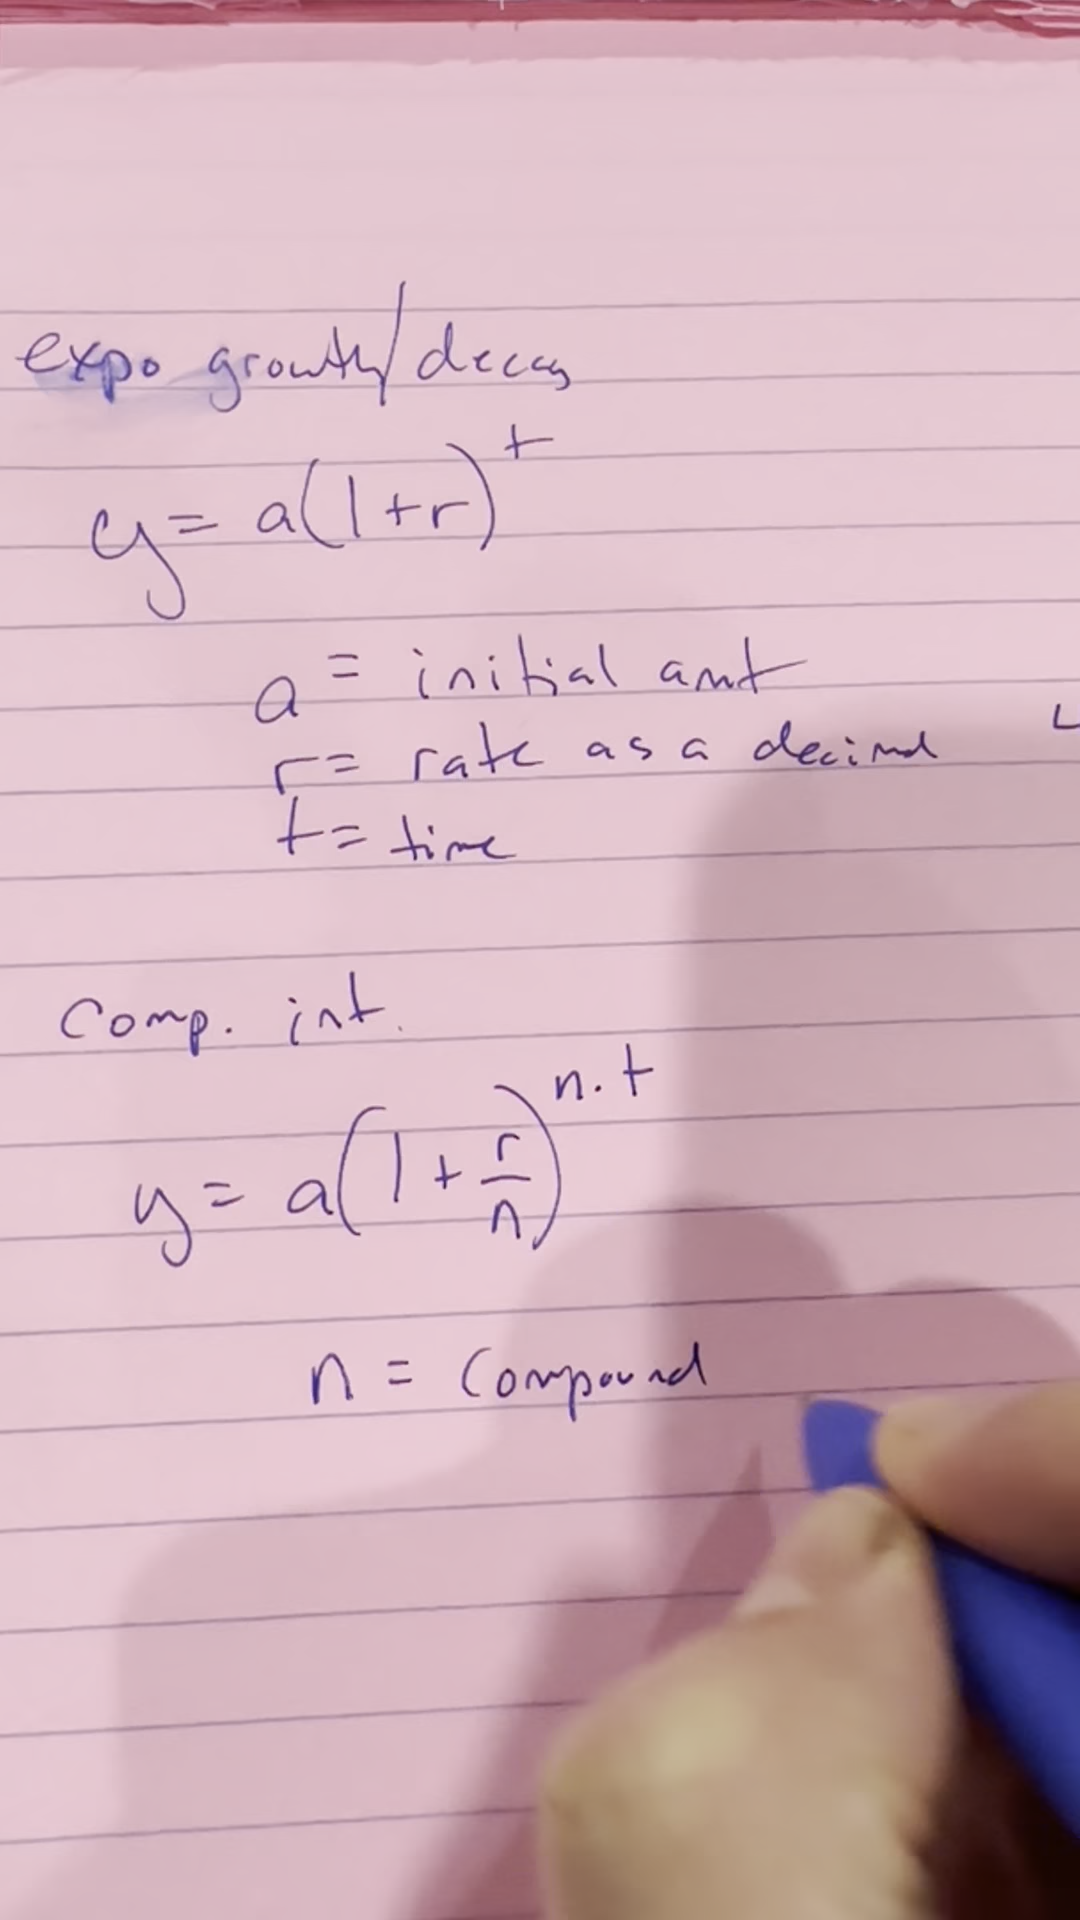 expo growth/decay
y = a(1+r)^t
a = initial amt
r = rate as a decimal
t = time
Comp. int.
y = a(1 + r/n)^n·t
n = Compound